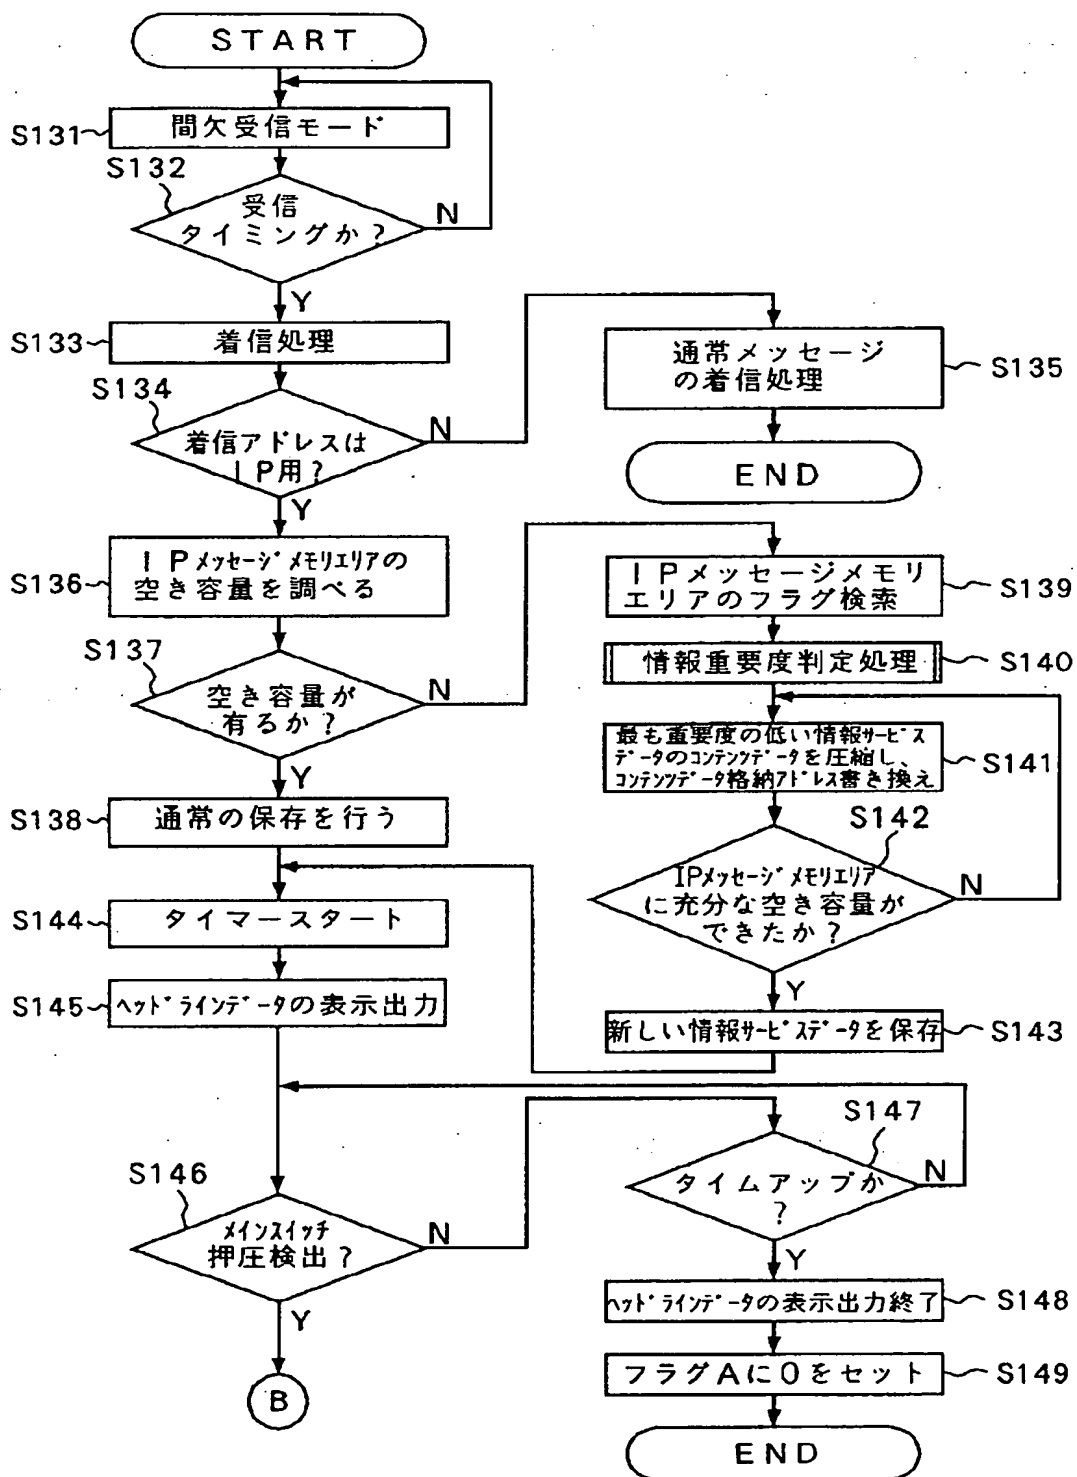 START
S131
間欠受信モード
S132
受信
タイミングか？
N
Y
S133
着信処理
S134
着信アドレスは
IP用？
N
Y
通常メッセージ
の着信処理
S135
END
S136
IPメッセージメモリエリアの
空き容量を調べる
S137
空き容量が
有るか？
N
Y
IPメッセージメモリ
エリアのフラグ検索
S139
情報重要度判定処理
S140
最も重要度の低い情報サービス
データのコンテンツデータを圧縮し、
コンテンツデータ格納アドレス書き換え
S141
S138
通常の保存を行う
S142
IPメッセージメモリエリア
に充分な空き容量が
できたか？
N
Y
新しい情報サービスデータを保存
S143
S144
タイマースタート
S145
ヘッドラインデータの表示出力
S146
メインスイッチ
押圧検出？
N
Y
B
S147
タイムアップか
？
N
Y
ヘッドラインデータの表示出力終了
S148
フラグAに0をセット
S149
END